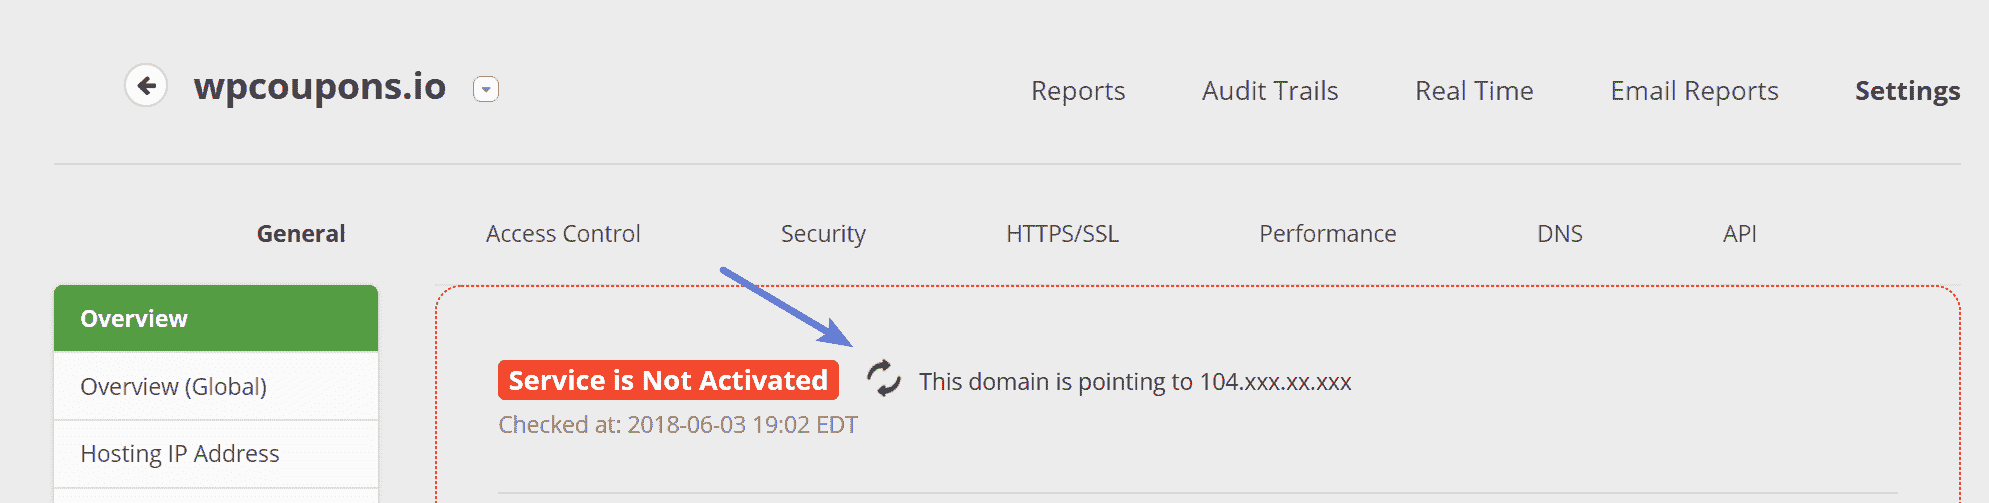 wpcoupons.io
Reports Audit Trails Real Time Email Reports Settings
General Access Control Security HTTPS/SSL Performance DNS API
Overview
Overview (Global)
Hosting IP Address
Service is Not Activated This domain is pointing to 104.xxx.xx.xxx
Checked at: 2018-06-03 19:02 EDT